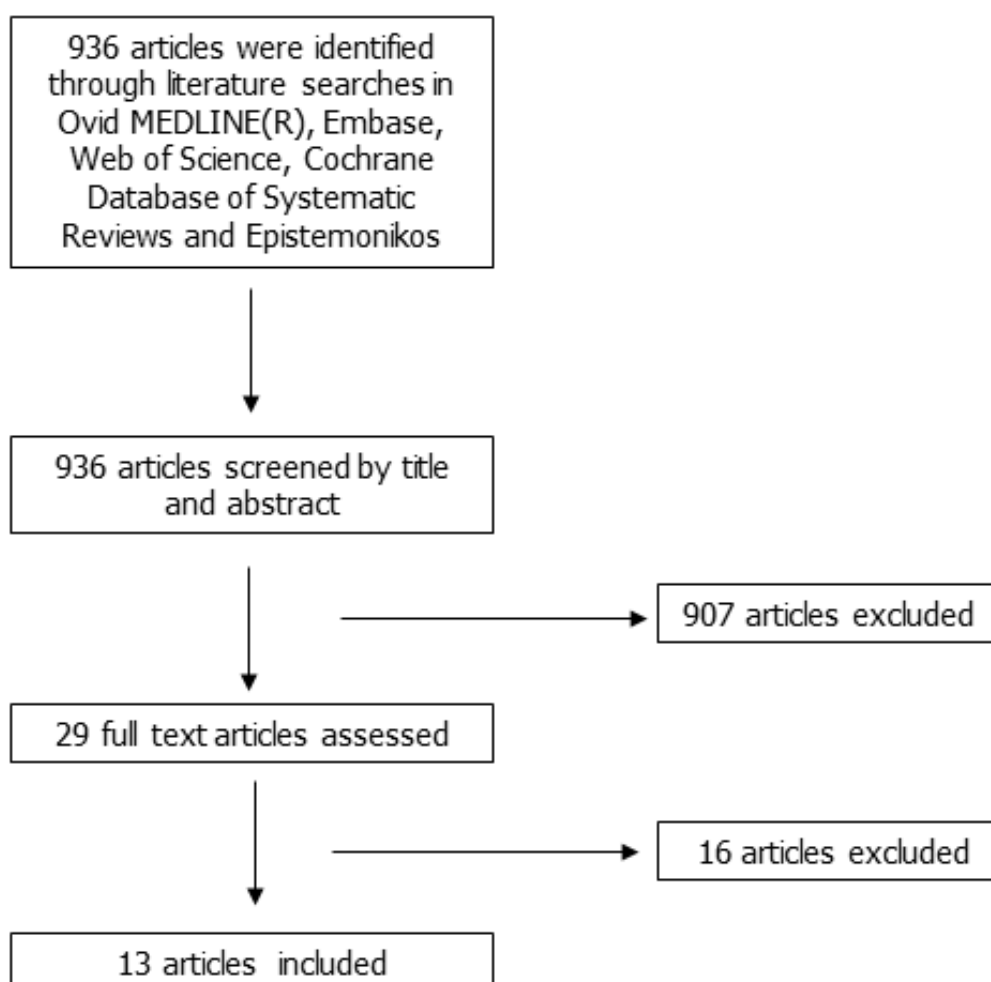 936 articles were identified
through literature searches in
Ovid MEDLINE(R), Embase,
Web of Science, Cochrane
Database of Systematic
Reviews and Epistemonikos
936 articles screened by title
and abstract
907 articles excluded
29 full text articles assessed
16 articles excluded
13 articles included